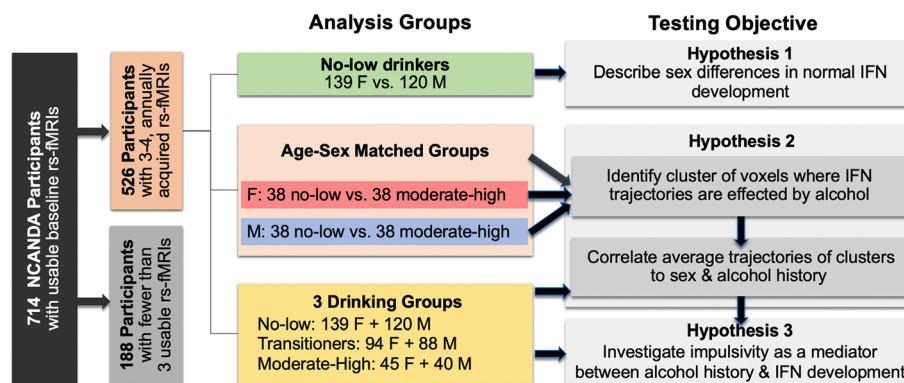 Analysis Groups
Testing Objective
714 NCANDA Participants
with usable baseline rs-fMRIs
526 Participants
with 3-4, annually
acquired rs-fMRIs
188 Participants
with fewer than
3 usable rs-fMRIs
No-low drinkers
139 F vs. 120 M
Age-Sex Matched Groups
F: 38 no-low vs. 38 moderate-high
M: 38 no-low vs. 38 moderate-high
3 Drinking Groups
No-low: 139 F + 120 M
Transitioners: 94 F + 88 M
Moderate-High: 45 F + 40 M
Hypothesis 1
Describe sex differences in normal IFN
development
Hypothesis 2
Identify cluster of voxels where IFN
trajectories are effected by alcohol
Correlate average trajectories of clusters
to sex & alcohol history
Hypothesis 3
Investigate impulsivity as a mediator
between alcohol history & IFN development